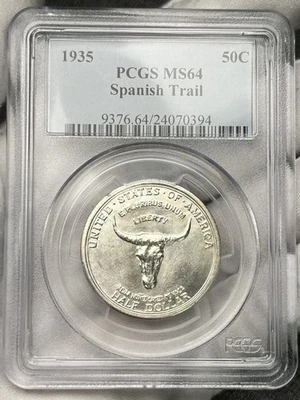 1935 50C
PCGS MS64
Spanish Trail
9376.64/24070394
UNITED·STATES·OF·AMERICA
E·PLURIBUS·UNUM
LIBERTY
HALF DOLLAR
PCGS